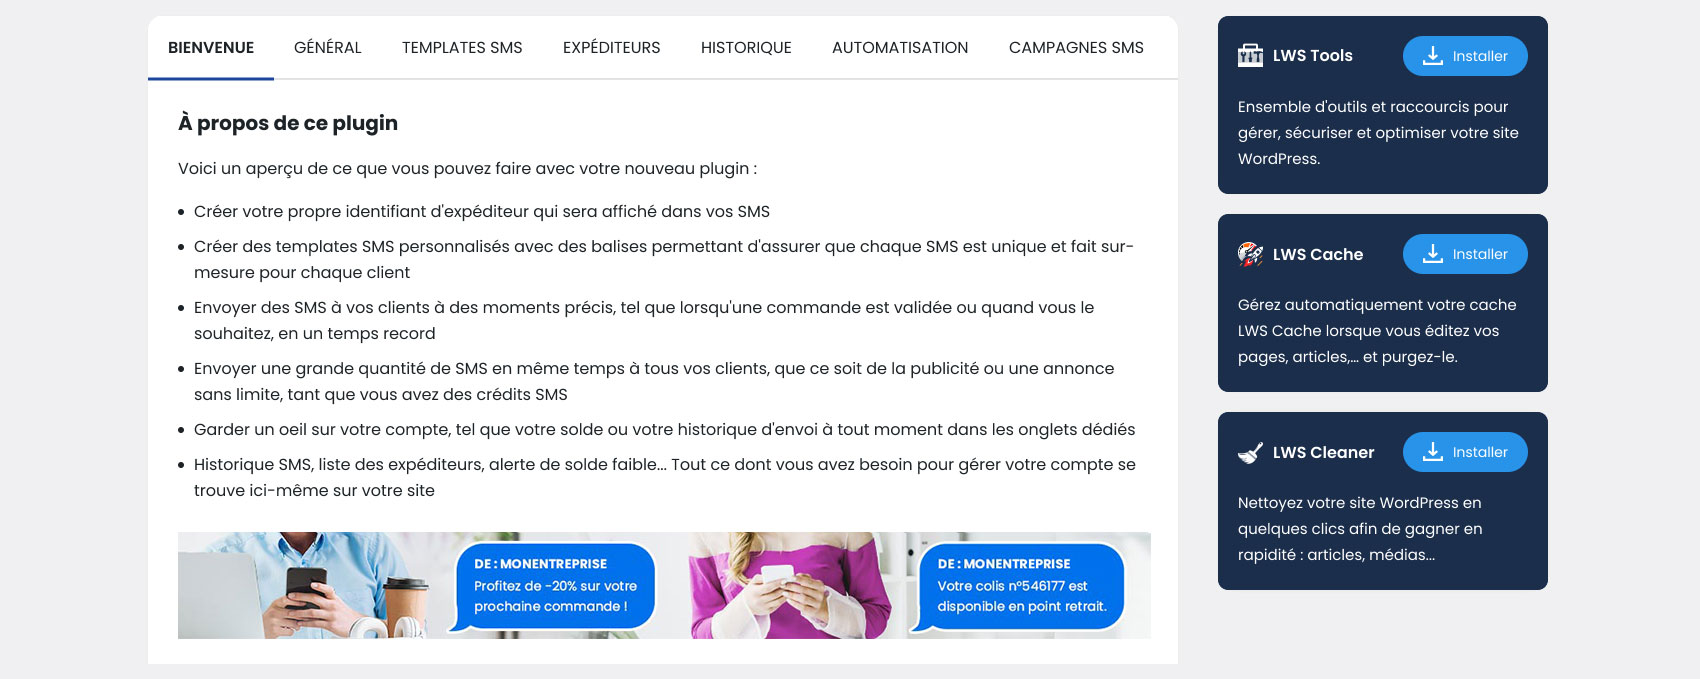 BIENVENUE GÉNÉRAL TEMPLATES SMS EXPÉDITEURS HISTORIQUE AUTOMATISATION CAMPAGNES SMS
À propos de ce plugin
Voici un aperçu de ce que vous pouvez faire avec votre nouveau plugin :
Créer votre propre identifiant d'expéditeur qui sera affiché dans vos SMS
Créer des templates SMS personnalisés avec des balises permettant d'assurer que chaque SMS est unique et fait sur-
mesure pour chaque client
Envoyer des SMS à vos clients à des moments précis, tel que lorsqu'une commande est validée ou quand vous le
souhaitez, en un temps record
Envoyer une grande quantité de SMS en même temps à tous vos clients, que ce soit de la publicité ou une annonce
sans limite, tant que vous avez des crédits SMS
Garder un oeil sur votre compte, tel que votre solde ou votre historique d'envoi à tout moment dans les onglets dédiés
Historique SMS, liste des expéditeurs, alerte de solde faible... Tout ce dont vous avez besoin pour gérer votre compte se
trouve ici-même sur votre site
DE : MONENTREPRISE
Profitez de -20% sur votre
prochaine commande !
DE : MONENTREPRISE
Votre colis n°546177 est
disponible en point retrait.
LWS Tools Installer
Ensemble d'outils et raccourcis pour
gérer, sécuriser et optimiser votre site
WordPress.
LWS Cache Installer
Gérez automatiquement votre cache
LWS Cache lorsque vous éditez vos
pages, articles,... et purgez-le.
LWS Cleaner Installer
Nettoyez votre site WordPress en
quelques clics afin de gagner en
rapidité : articles, médias...